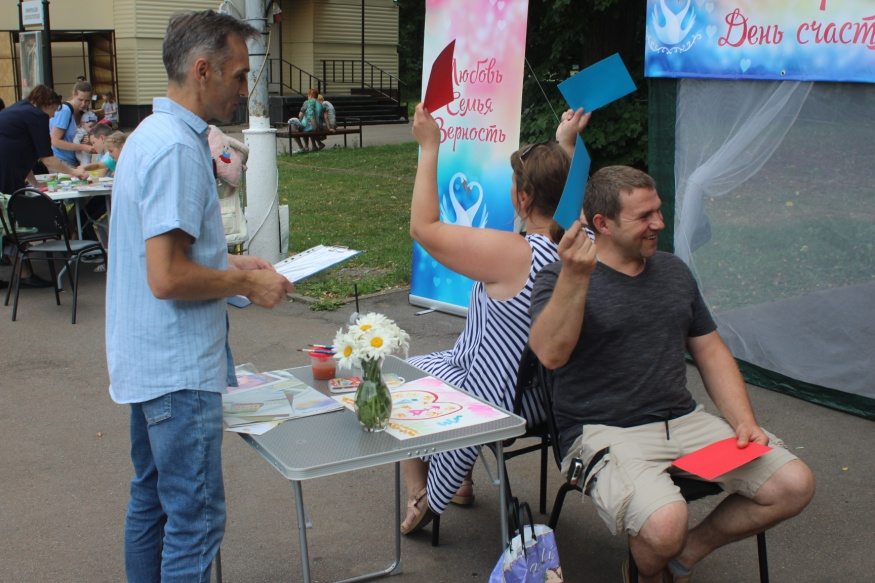 Любовь
Семья
Верность
День счаст